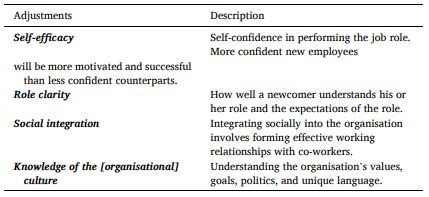 Adjustments Description
Self-efficacy Self-confidence in performing the job role.
More confident new employees
will be more motivated and successful
than less confident counterparts.
Role clarity How well a newcomer understands his or
her role and the expectations of the role.
Social integration Integrating socially into the organisation
involves forming effective working
relationships with co-workers.
Knowledge of the [organisational] Understanding the organisation's values,
culture goals, politics, and unique language.